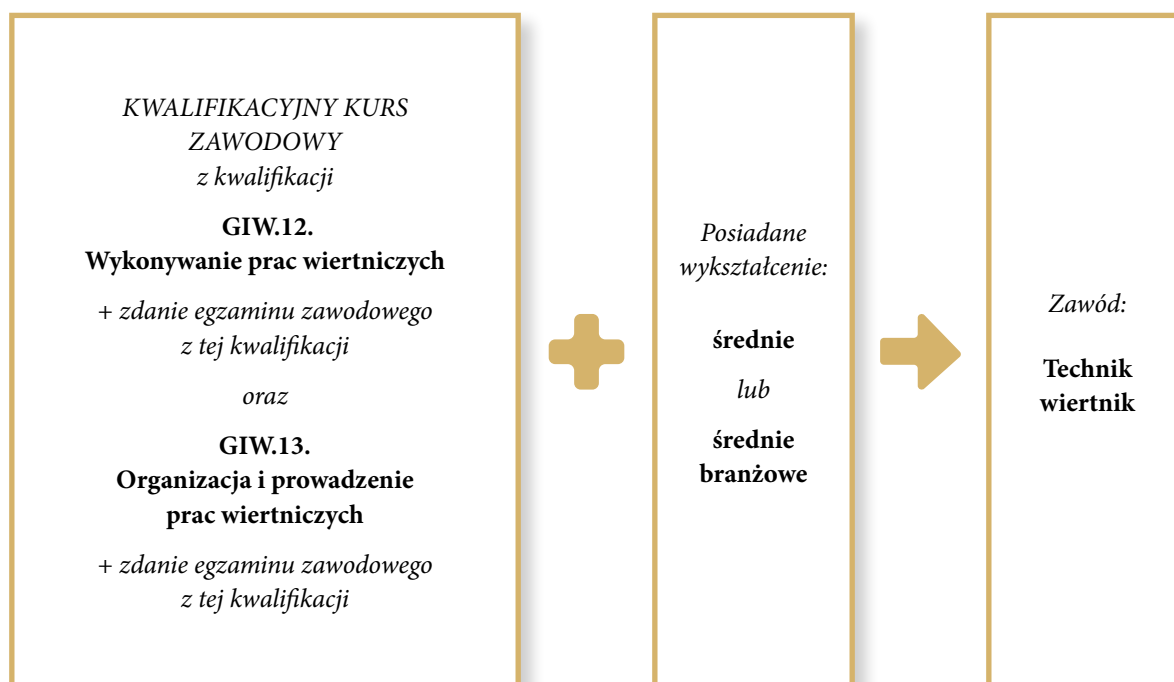 KWALIFIKACYJNY KURS
ZAWODOWY
z kwalifikacji
GIW.12.
Wykonywanie prac wiertniczych
+ zdanie egzaminu zawodowego
z tej kwalifikacji
oraz
GIW.13.
Organizacja i prowadzenie
prac wiertniczych
+ zdanie egzaminu zawodowego
z tej kwalifikacji
Posiadane
wykształcenie:
średnie
lub
średnie
branżowe
Zawód:
Technik
wiertnik